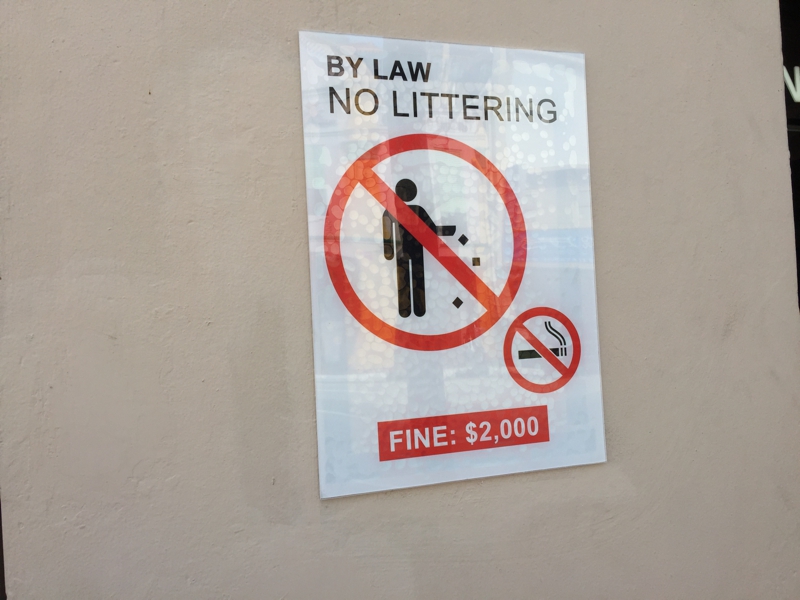 BY LAW
NO LITTERING
FINE: $2,000
N